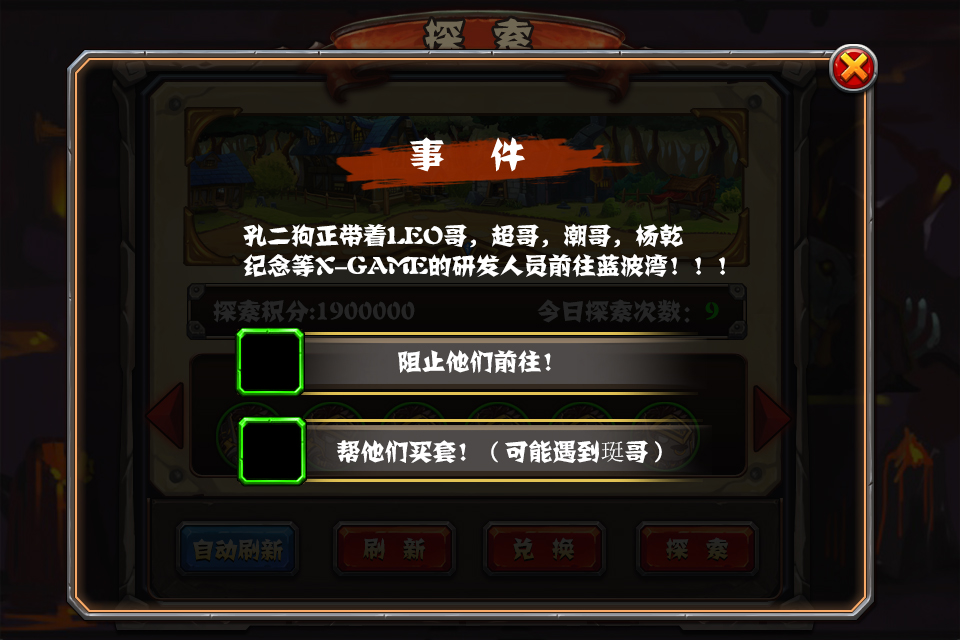 探 索
事 件
孔二狗正带着LEO哥，超哥，潮哥，杨乾
纪念等X-GAME的研发人员前往蓝波湾！！！
探索积分:1900000 今日探索次数：9
阻止他们前往！
帮他们买套！（可能遇到珽哥）
自动刷新 刷 新 兑 换 探 索